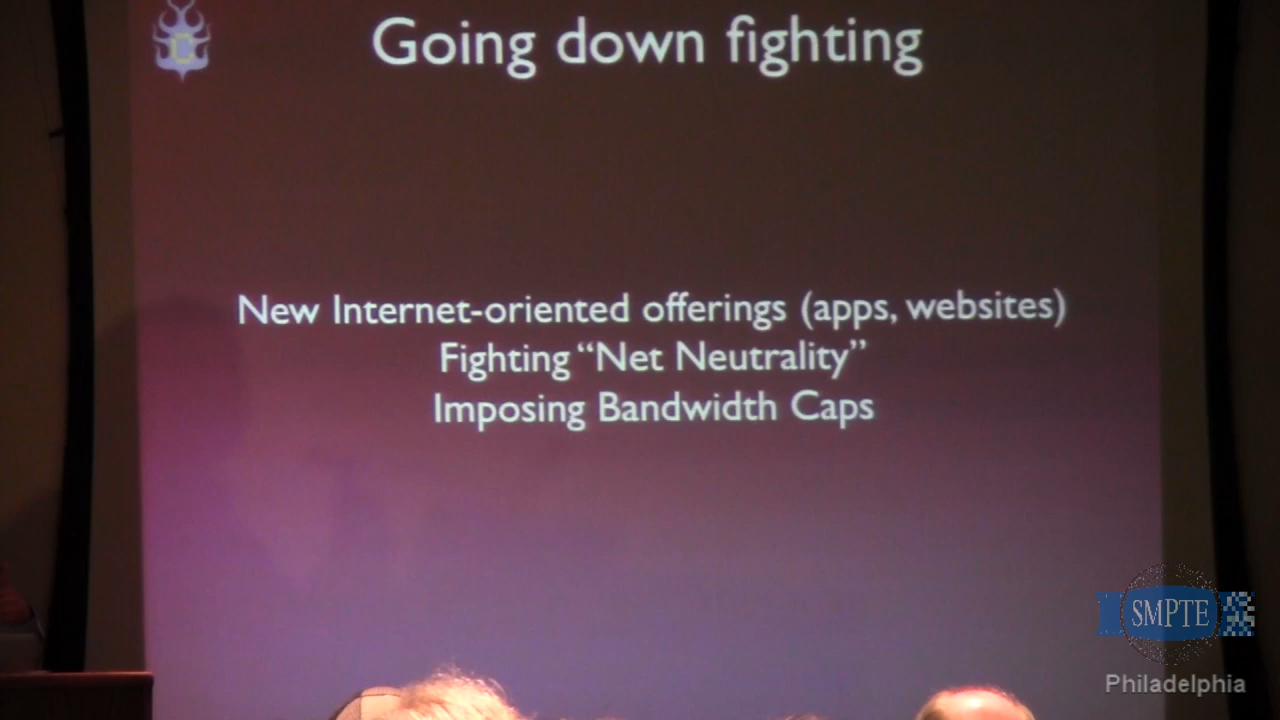 Going down fighting
New Internet-oriented offerings (apps, websites)
Fighting “Net Neutrality”
Imposing Bandwidth Caps
SMPTE
Philadelphia